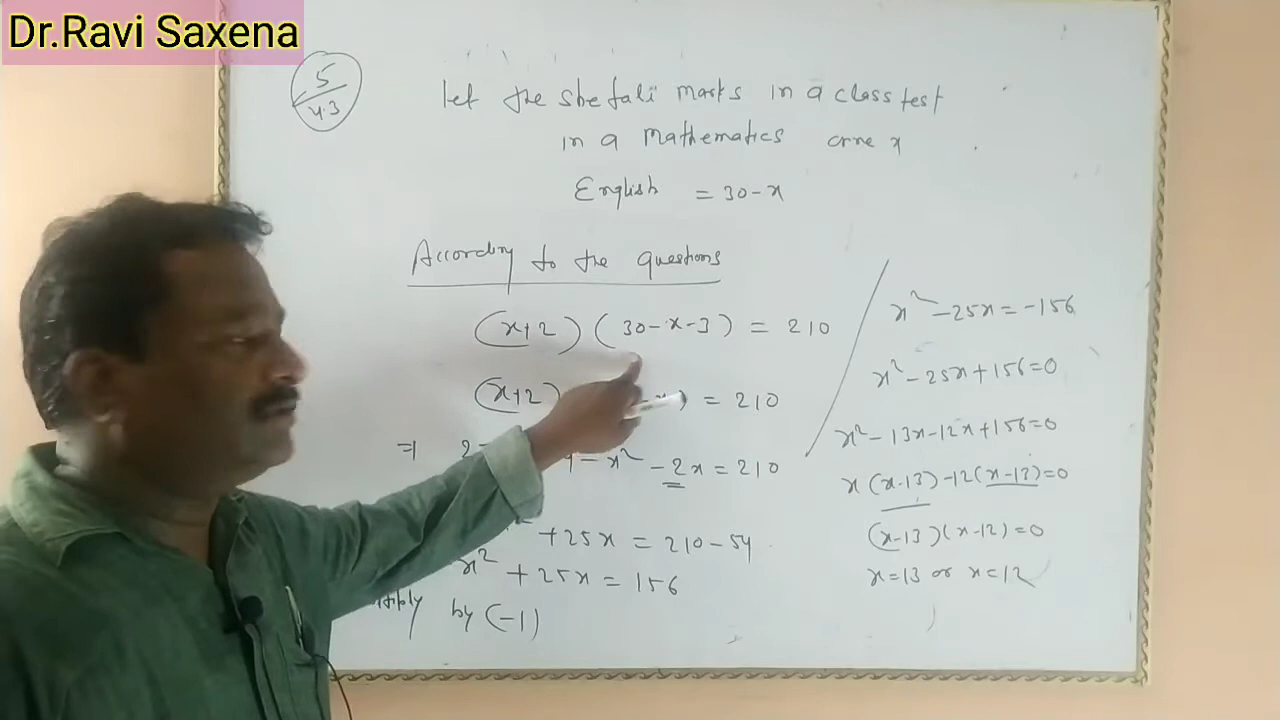 Dr.Ravi Saxena
5/4.3
let the shefali marks in a class test
in a Mathematics are x
English = 30-x
According to the questions
(x+2) (30-x-3) = 210
(x+2) -x) = 210
⇒ 2 - x² - 2x = 210
+25x = 210-54
x² + 25x = 156
by (-1)
x² - 25x = -156
x² - 25x + 156 = 0
x² - 13x - 12x + 156 = 0
x (x-13) - 12 (x-13) = 0
(x-13) (x-12) = 0
x = 13 or x = 12